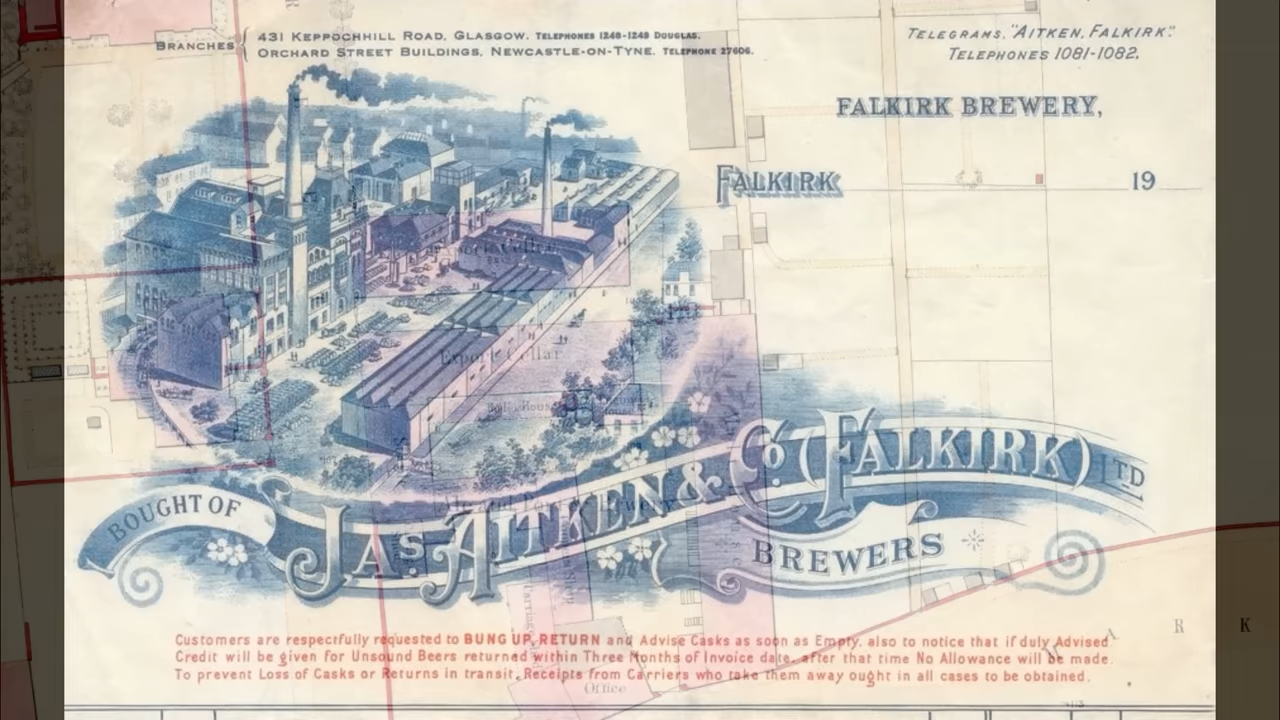 BRANCHES { 431 KEPPOCHHILL ROAD, GLASGOW. TELEPHONES 1248-1249 DOUGLAS.
ORCHARD STREET BUILDINGS, NEWCASTLE-ON-TYNE. TELEPHONE 27606.
TELEGRAMS, "AITKEN, FALKIRK."
TELEPHONES 1081-1082.
FALKIRK BREWERY,
FALKIRK 19
Export Cellar
BOUGHT OF
JAS. AITKEN & CO. (FALKIRK) LTD
BREWERS
Customers are respectfully requested to BUNG UP, RETURN and Advise Casks as soon as Empty, also to notice that if duly Advised
Credit will be given for Unsound Beers returned within Three Months of Invoice date, after that time No Allowance will be made.
To prevent Loss of Casks or Returns in transit, Receipts from Carriers who take them away ought in all cases to be obtained.
Office
A R K